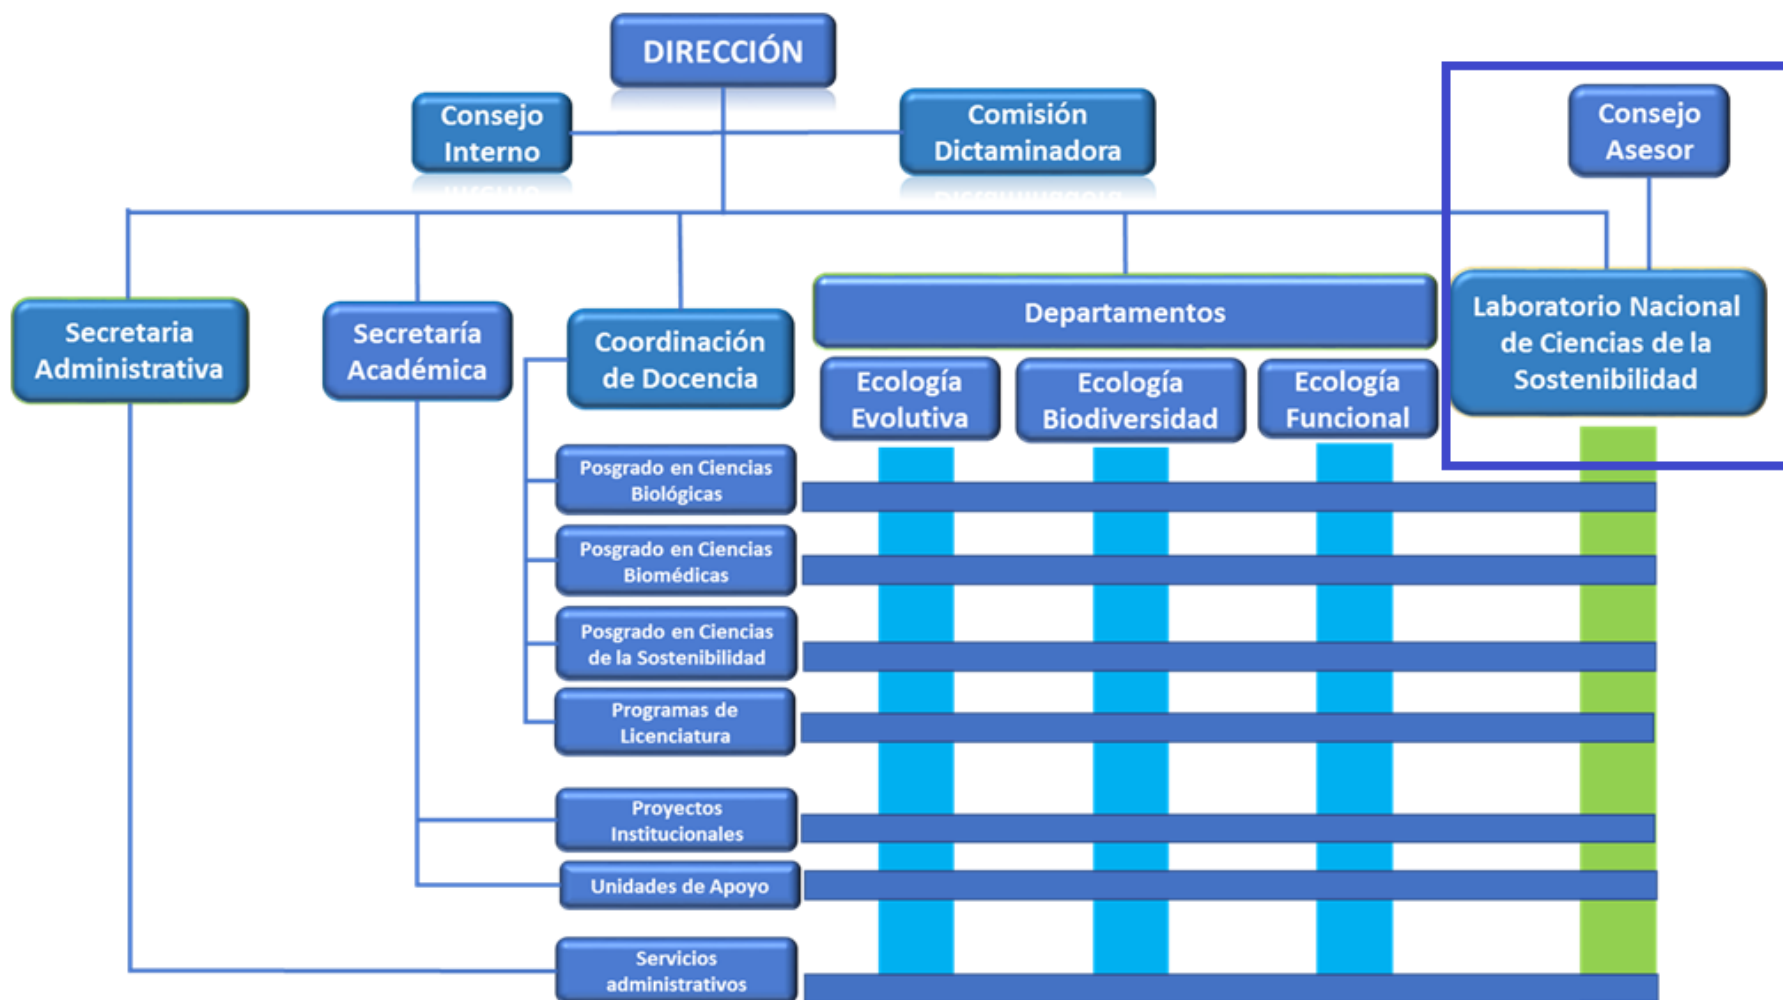 DIRECCIÓN
Consejo
Interno
Comisión
Dictaminadora
Consejo
Asesor
Secretaria
Administrativa
Secretaría
Académica
Coordinación
de Docencia
Departamentos
Laboratorio Nacional
de Ciencias de la
Sostenibilidad
Ecología
Evolutiva
Ecología
Biodiversidad
Ecología
Funcional
Posgrado en Ciencias
Biológicas
Posgrado en Ciencias
Biomédicas
Posgrado en Ciencias
de la Sostenibilidad
Programas de
Licenciatura
Proyectos
Institucionales
Unidades de Apoyo
Servicios
administrativos